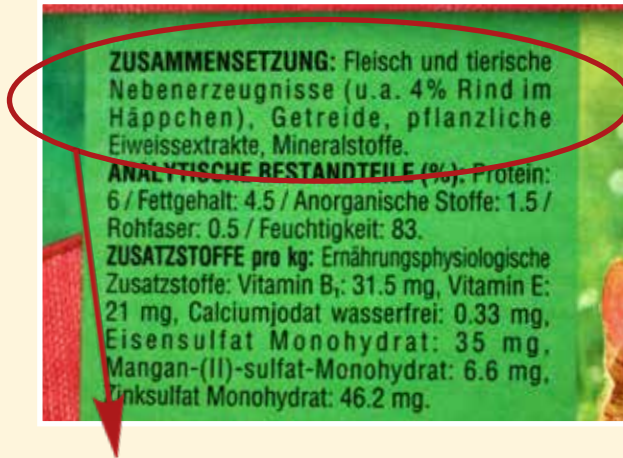 ZUSAMMENSETZUNG: Fleisch und tierische
Nebenerzeugnisse (u.a. 4% Rind im
Häppchen), Getreide, pflanzliche
Eiweissextrakte, Mineralstoffe.
ANALYTISCHE BESTANDTEILE (%): Protein:
6 / Fettgehalt: 4.5 / Anorganische Stoffe: 1.5 /
Rohfaser: 0.5 / Feuchtigkeit: 83.
ZUSATZSTOFFE pro kg: Ernährungsphysiologische
Zusatzstoffe: Vitamin B₁: 31.5 mg, Vitamin E:
21 mg, Calciumjodat wasserfrei: 0.33 mg,
Eisensulfat Monohydrat: 35 mg,
Mangan-(II)-sulfat-Monohydrat: 6.6 mg,
Zinksulfat Monohydrat: 46.2 mg.